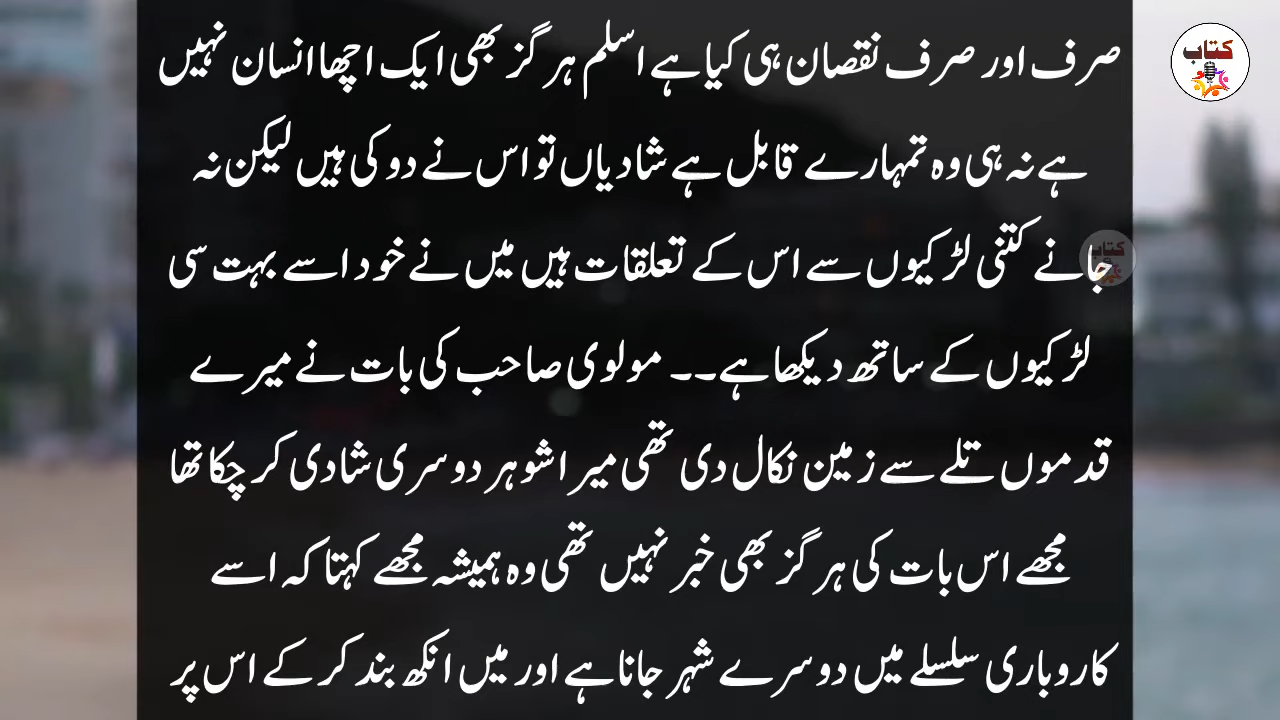 کتاب
صرف اور صرف نقصان ہی کیا ہے اسلم ہر گز بھی ایک اچھا انسان نہیں
ہے نہ ہی وہ تمہارے قابل ہے شادیاں تو اس نے دو کی ہیں لیکن نہ
جانے کتنی لڑکیوں سے اس کے تعلقات ہیں میں نے خود اسے بہت سی
کتاب
لڑکیوں کے ساتھ دیکھا ہے۔۔ مولوی صاحب کی بات نے میرے
قدموں تلے سے زمین نکال دی تھی میرا شوہر دوسری شادی کر چکا تھا
مجھے اس بات کی ہر گز بھی خبر نہیں تھی وہ ہمیشہ مجھے کہتا کہ اسے
کاروباری سلسلے میں دوسرے شہر جانا ہے اور میں انکھ بند کر کے اس پر